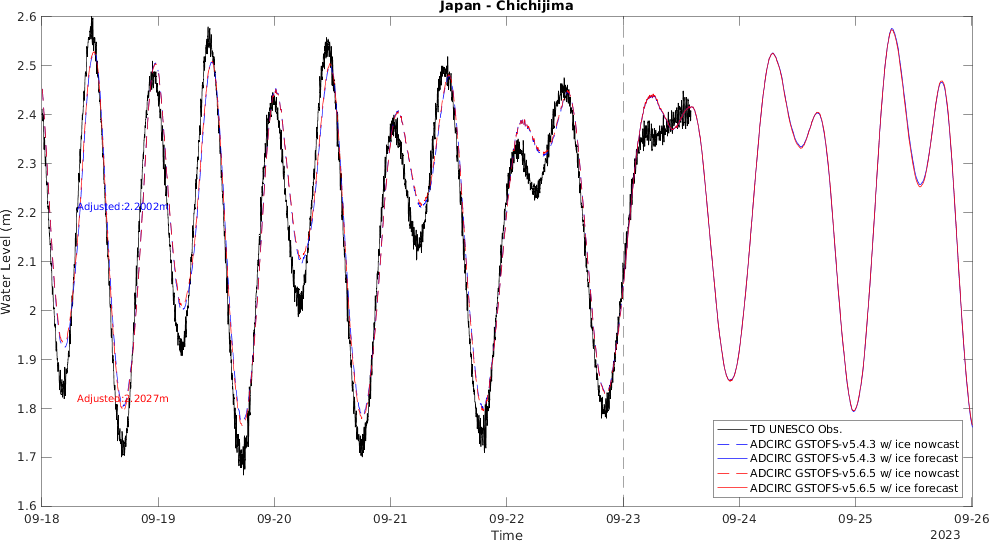 Japan - Chichijima
2.6
2.5
2.4
2.3
2.2
2.1
2
1.9
1.8
1.7
1.6
Water Level (m)
Adjusted:2.2002m
Adjusted:2.2027m
TD UNESCO Obs.
ADCIRC GSTOFS-v5.4.3 w/ ice nowcast
ADCIRC GSTOFS-v5.4.3 w/ ice forecast
ADCIRC GSTOFS-v5.6.5 w/ ice nowcast
ADCIRC GSTOFS-v5.6.5 w/ ice forecast
09-18 09-19 09-20 09-21 09-22 09-23 09-24 09-25 09-26
Time
2023